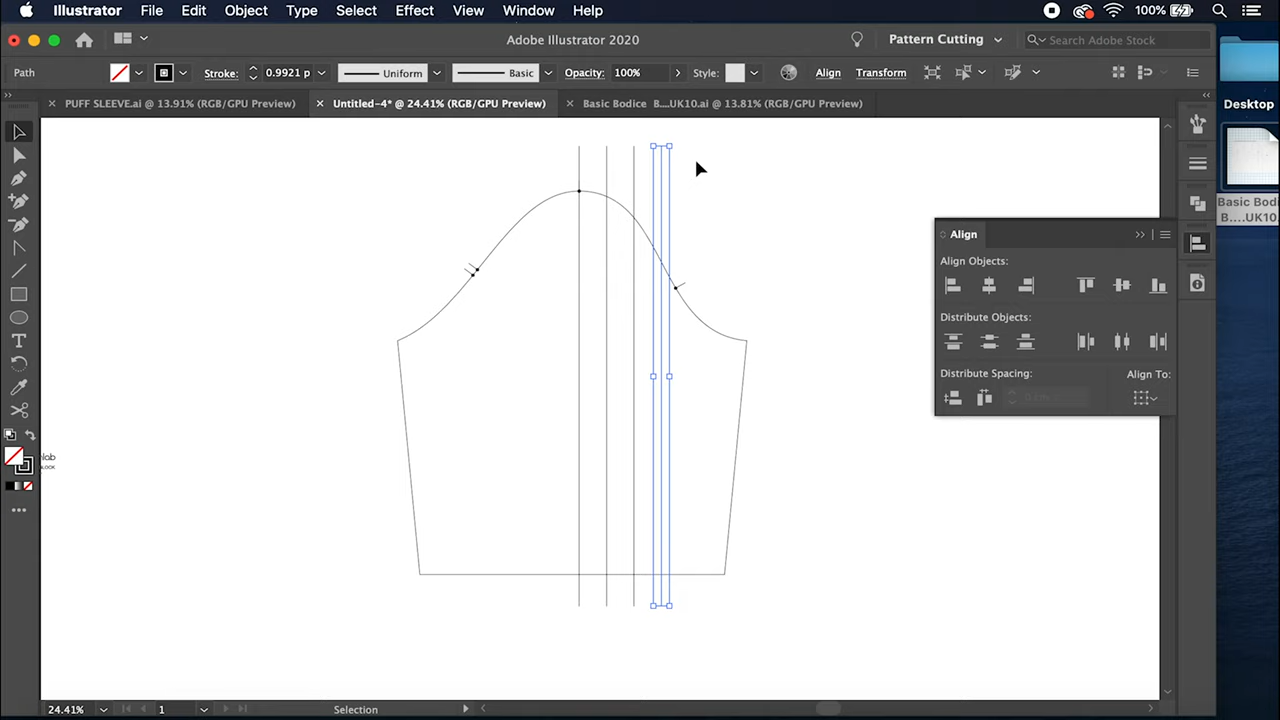 Illustrator File Edit Object Type Select Effect View Window Help 100%
Adobe Illustrator 2020 Pattern Cutting Search Adobe Stock
Path Stroke: 0.9921 p Uniform Basic Opacity: 100% Style: Align Transform
PUFF SLEEVE.ai @ 13.91% (RGB/GPU Preview) Untitled-4* @ 24.41% (RGB/GPU Preview) Basic Bodice B....UK10.ai @ 13.81% (RGB/GPU Preview)
Desktop
Basic Bodi
B....UK10
Align
Align Objects:
Distribute Objects:
Distribute Spacing: Align To:
24.41% 1 Selection